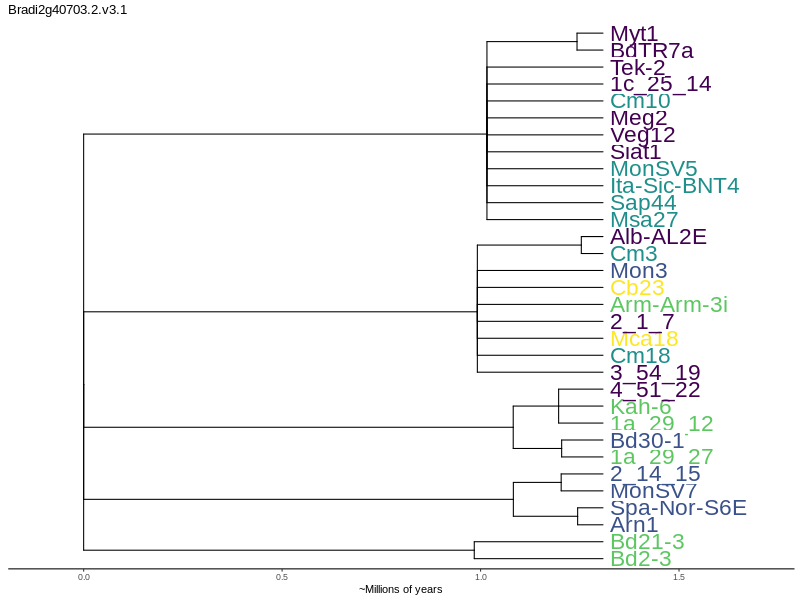 Bradi2g40703.2.v3.1
Myt1
BdTR7a
Tek-2
1c_25_14
Cm10
Meg2
Veg12
Siat1
MonSV5
Ita-Sic-BNT4
Sap44
Msa27
Alb-AL2E
Cm3
Mon3
Cb23
Arm-Arm-3i
2_1_7
Mca18
Cm18
3_54_19
4_51_22
Kah-6
1a_29_12
Bd30-1
1a_29_27
2_14_15
MonSV7
Spa-Nor-S6E
Arn1
Bd21-3
Bd2-3
0.0 0.5 1.0 1.5
~Millions of years